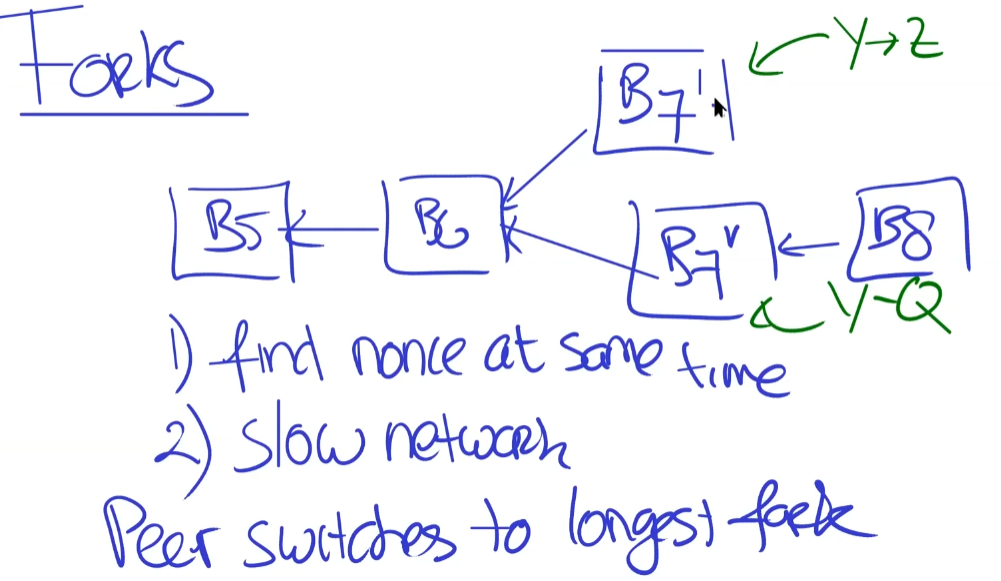 Forks
Y→Z
B7'
B5
B6
B7"
B8
Y-Q
1) find nonce at same time
2) slow network
Peer switches to longest fork